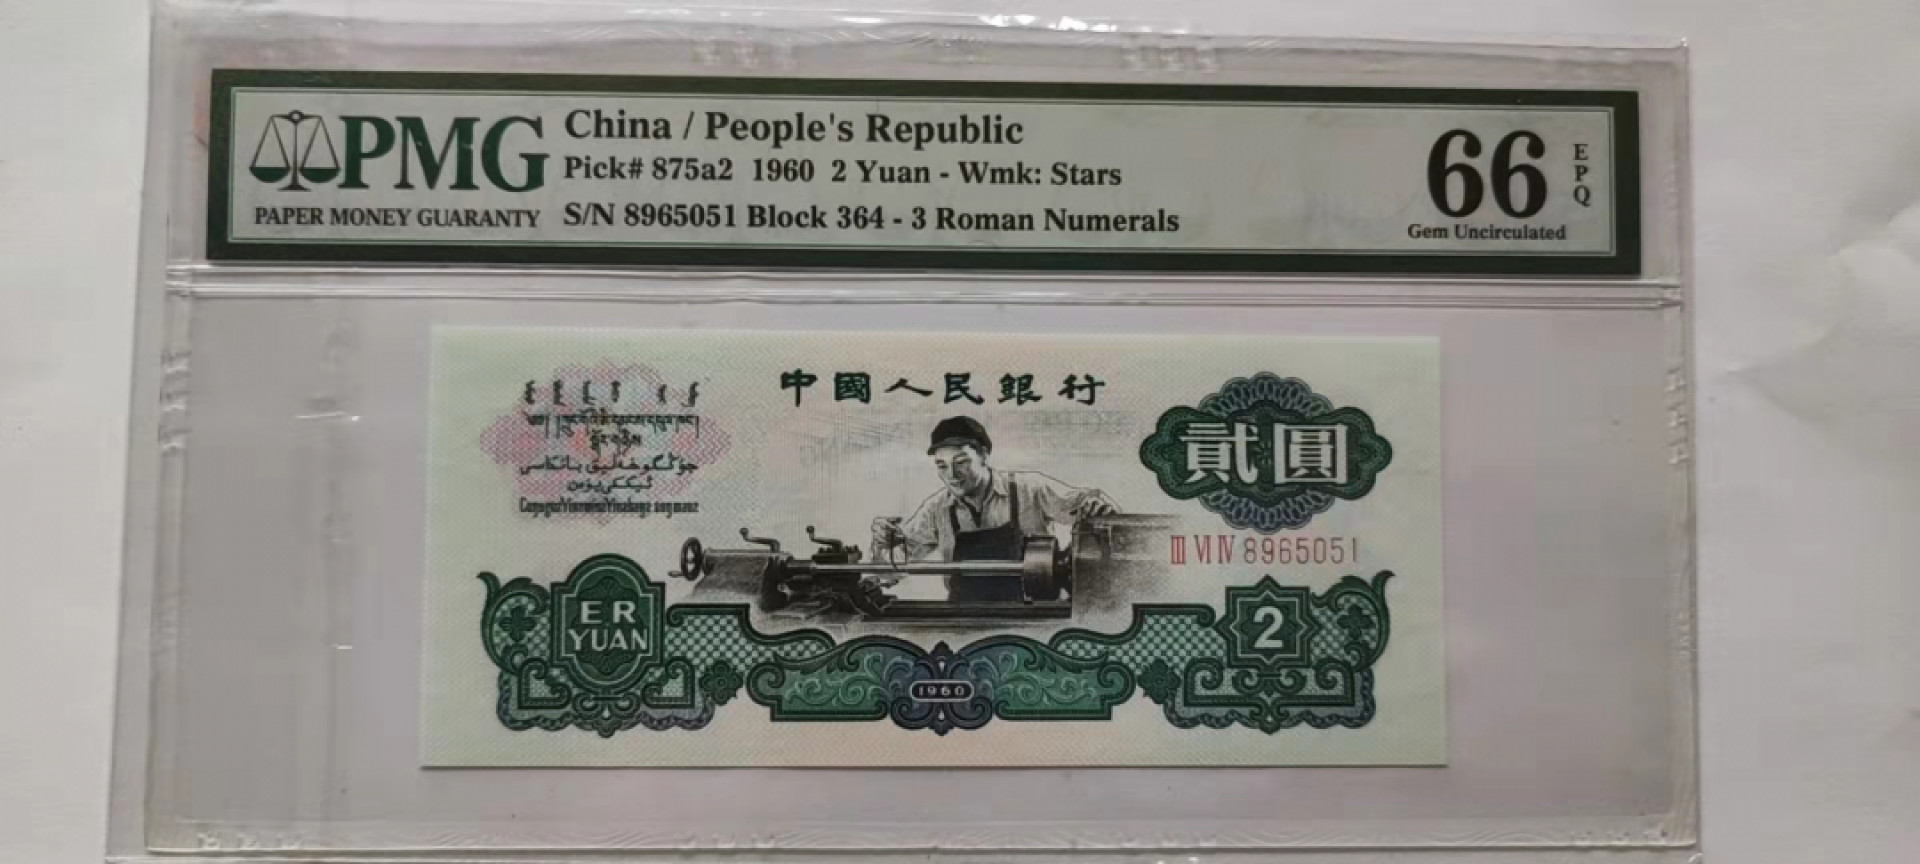 PMG
PAPER MONEY GUARANTY
China / People's Republic
Pick# 875a2 1960 2 Yuan - Wmk: Stars
S/N 8965051 Block 364 - 3 Roman Numerals
66 EPQ
Gem Uncirculated
中國人民銀行
貳圓
III VI IV 8965051
ER
YUAN
2
1960